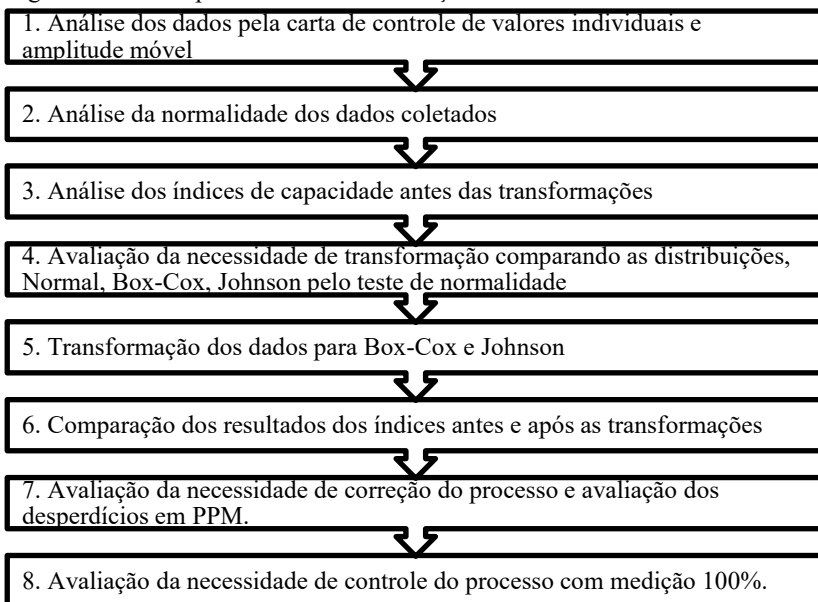 1. Análise dos dados pela carta de controle de valores individuais e
amplitude móvel
2. Análise da normalidade dos dados coletados
3. Análise dos índices de capacidade antes das transformações
4. Avaliação da necessidade de transformação comparando as distribuições,
Normal, Box-Cox, Johnson pelo teste de normalidade
5. Transformação dos dados para Box-Cox e Johnson
6. Comparação dos resultados dos índices antes e após as transformações
7. Avaliação da necessidade de correção do processo e avaliação dos
desperdícios em PPM.
8. Avaliação da necessidade de controle do processo com medição 100%.